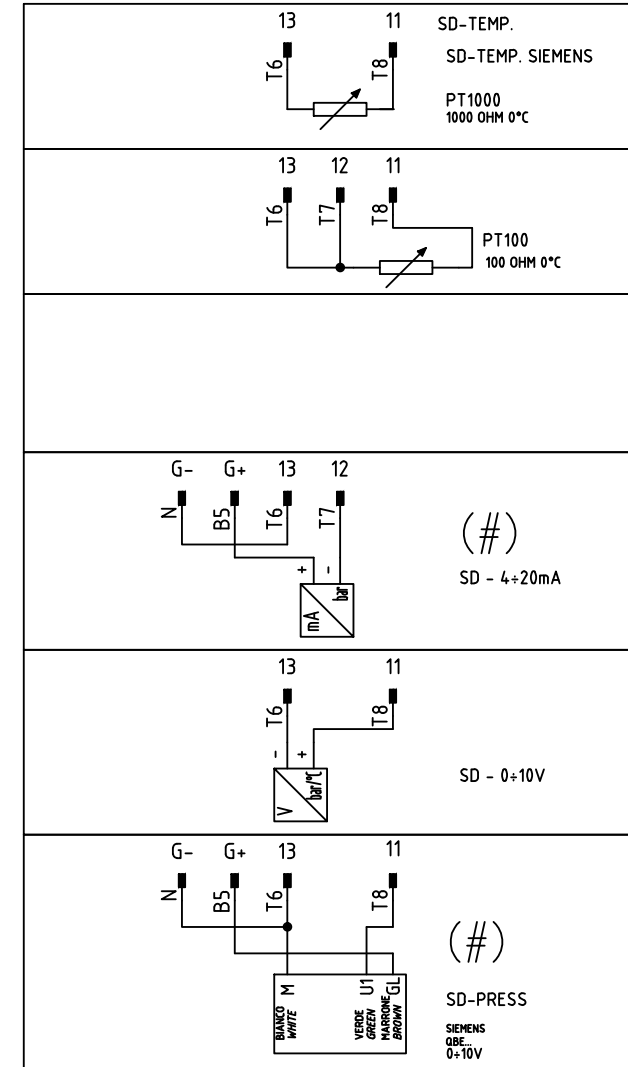 13 11 SD-TEMP.
T6 T8 SD-TEMP. SIEMENS
PT1000
1000 OHM 0°C
13 12 11
T6 T7 T8
PT100
100 OHM 0°C
G- G+ 13 12
N B5 T6 T7
(#)
+ -
mA bar
SD - 4÷20mA
13 11
T6 T8
- +
V bar/°C
SD - 0÷10V
G- G+ 13 11
N B5 T6 T8
(#)
M U1 GL
BIANCO
WHITE
VERDE
GREEN
MARRONE
BROWN
SD-PRESS
SIEMENS
QBE...
0÷10V